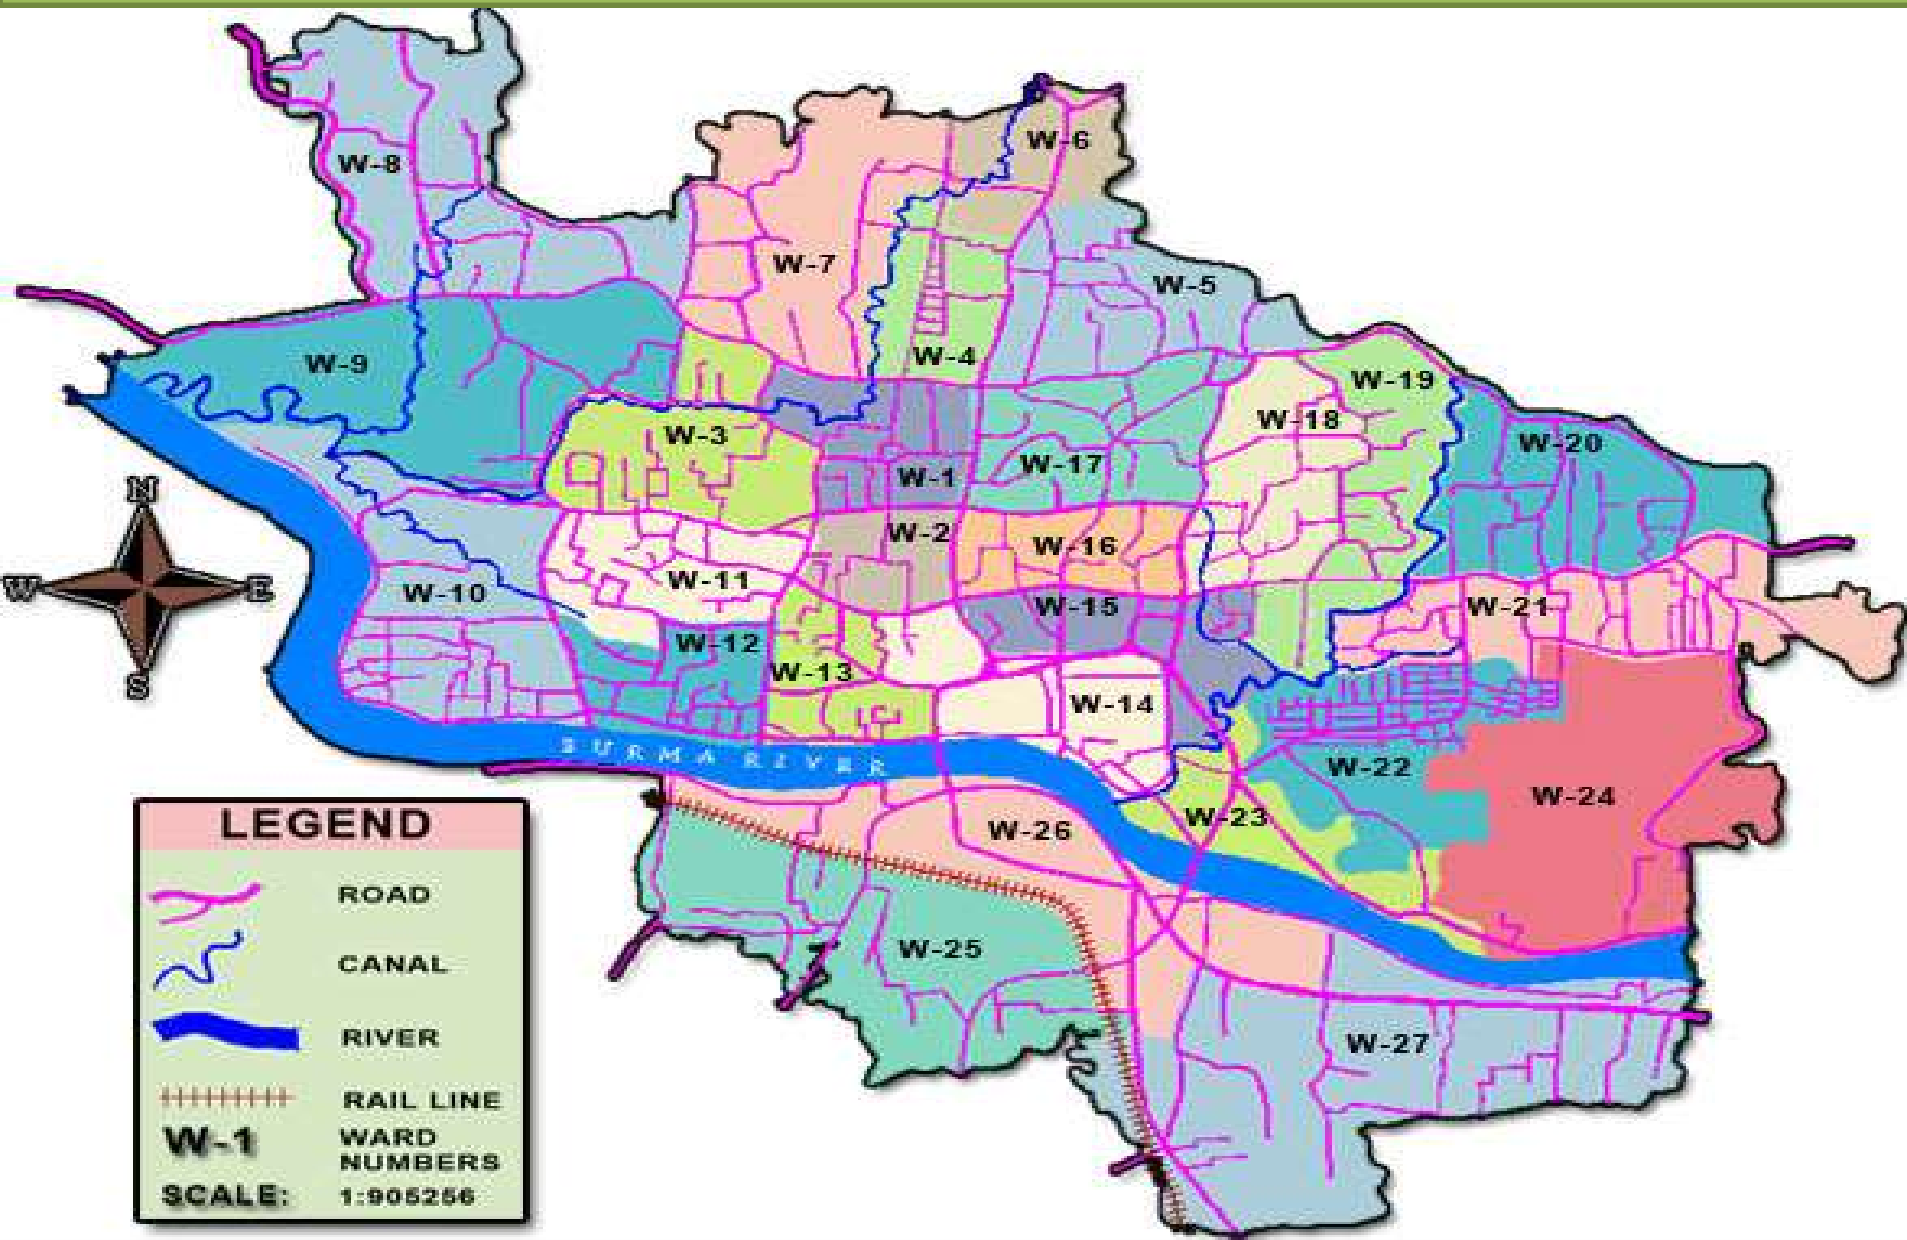 W-8
W-6
W-7
W-5
W-4
W-9
W-19
W-18
W-3
W-20
W-17
W-1
W-2
W-16
N
W
E
S
W-11
W-10
W-15
W-21
W-12
W-13
W-14
SURMA RIVER
W-22
W-24
W-23
W-26
W-25
W-27
LEGEND
ROAD
CANAL
RIVER
RAIL LINE
W-1 WARD
NUMBERS
SCALE: 1:905256